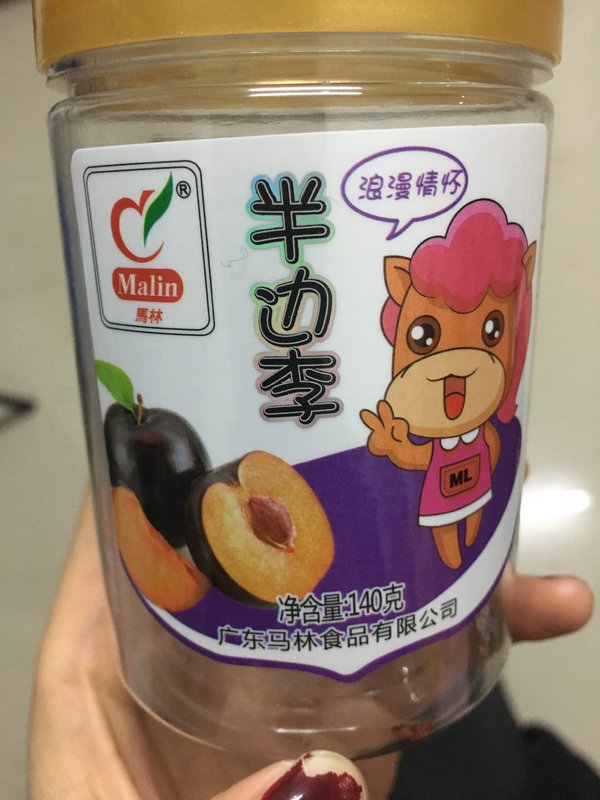 ®
Malin
馬林
半边李
浪漫情怀
ML
净含量:140克
广东马林食品有限公司